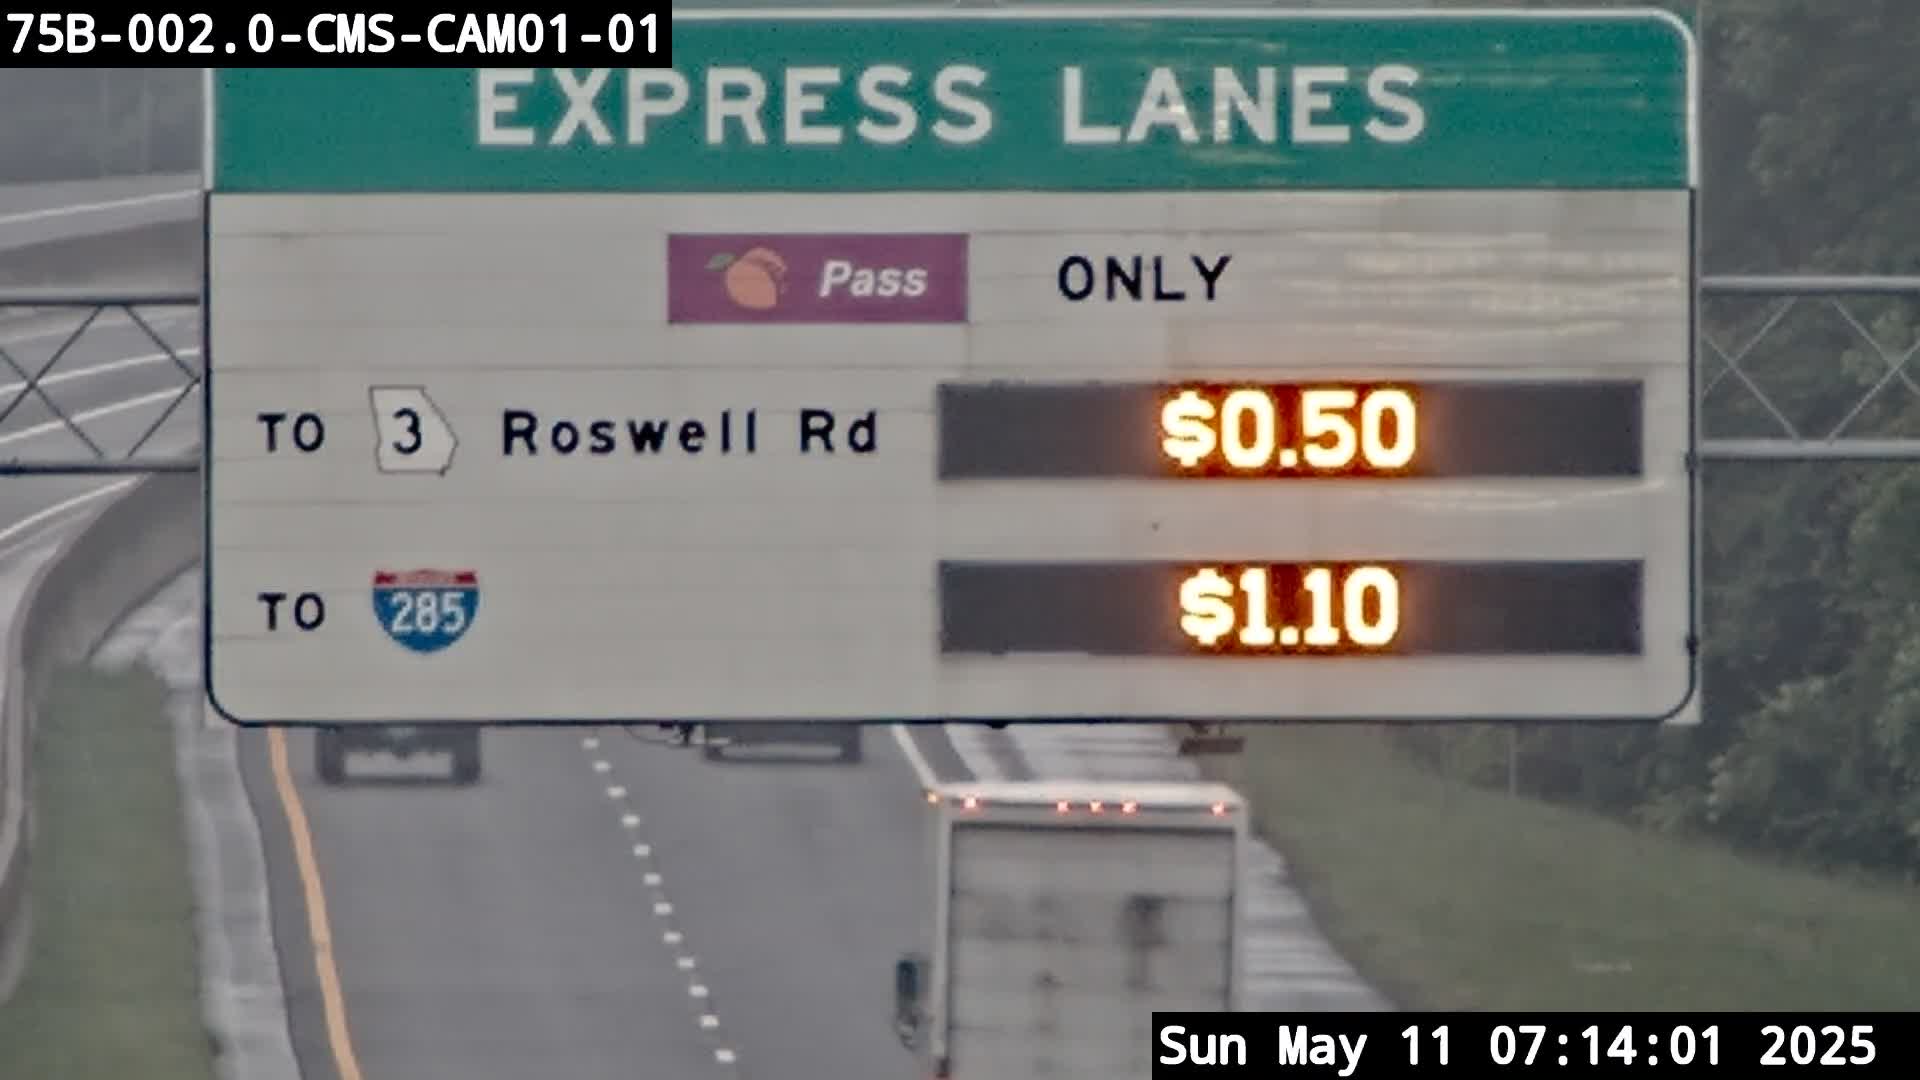 75B-002.0-CMS-CAM01-01
EXPRESS LANES
Pass ONLY
TO 3 Roswell Rd $0.50
TO 285 $1.10
Sun May 11 07:14:01 2025